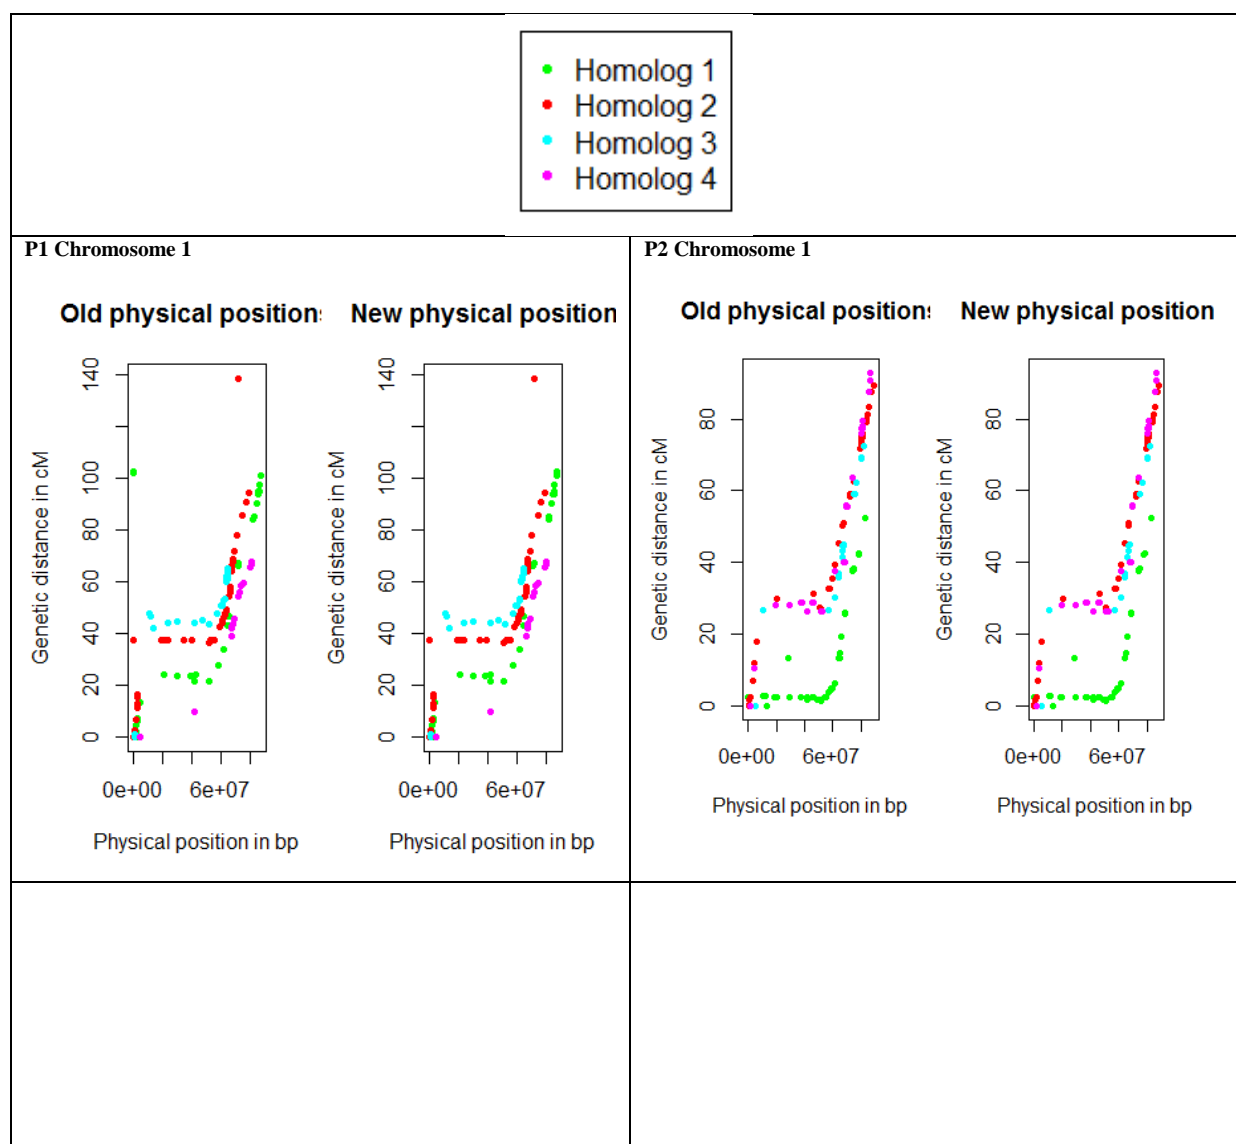 Homolog 1
Homolog 2
Homolog 3
Homolog 4
P1 Chromosome 1
Old physical position
New physical position
Genetic distance in cM
0
20
40
60
80
100
140
0e+00 6e+07
Physical position in bp
Genetic distance in cM
0
20
40
60
80
100
140
0e+00 6e+07
Physical position in bp
P2 Chromosome 1
Old physical positions
New physical position
Genetic distance in cM
0
20
40
60
80
0e+00 6e+07
Physical position in bp
Genetic distance in cM
0
20
40
60
80
0e+00 6e+07
Physical position in bp